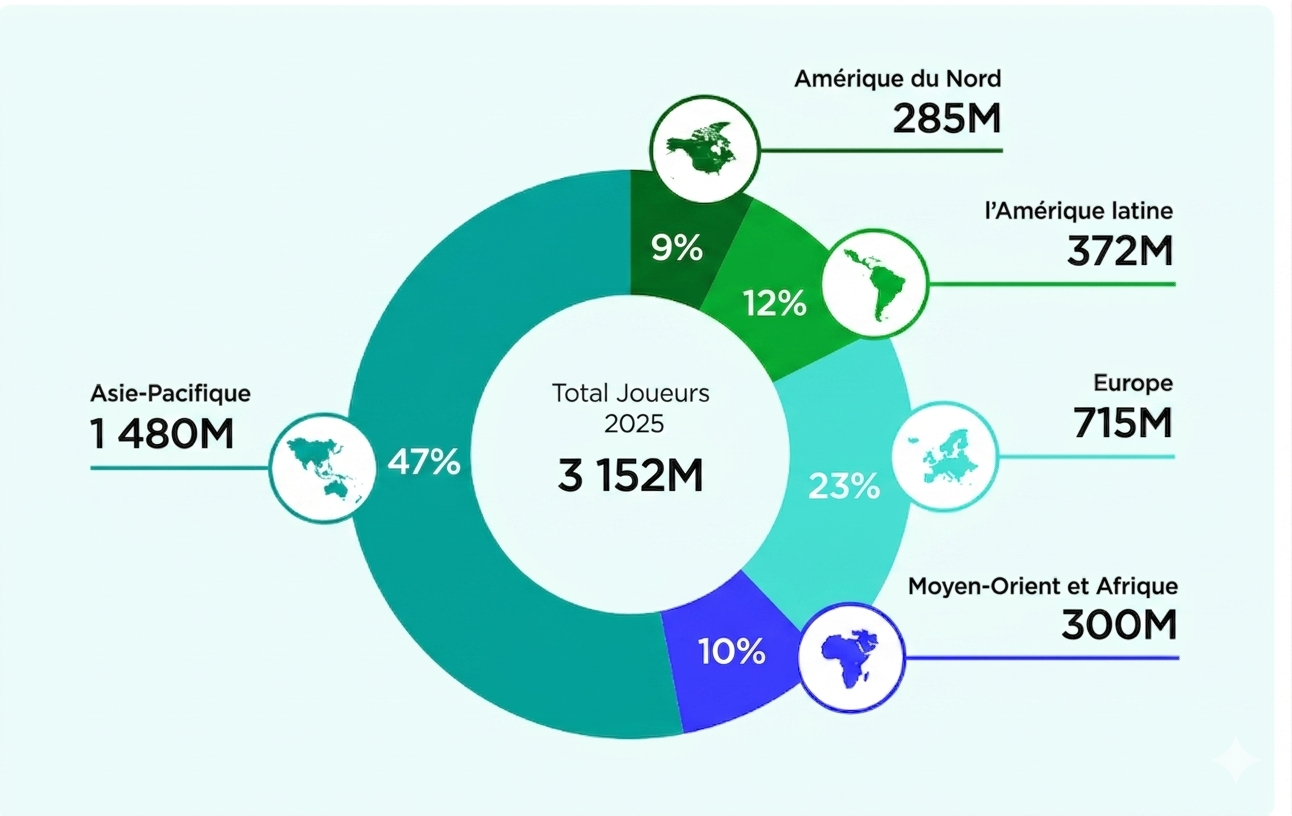 Amérique du Nord
285M
l'Amérique latine
372M
9%
12%
Asie-Pacifique
1 480M
Total Joueurs
2025
3 152M
Europe
715M
47%
23%
Moyen-Orient et Afrique
300M
10%